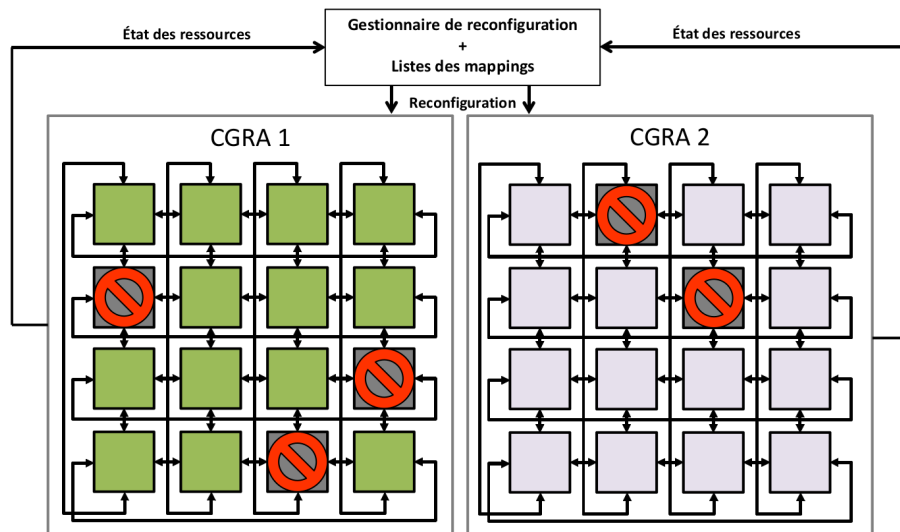 Gestionnaire de reconfiguration
+
Listes des mappings
État des ressources
État des ressources
Reconfiguration
CGRA 1
CGRA 2